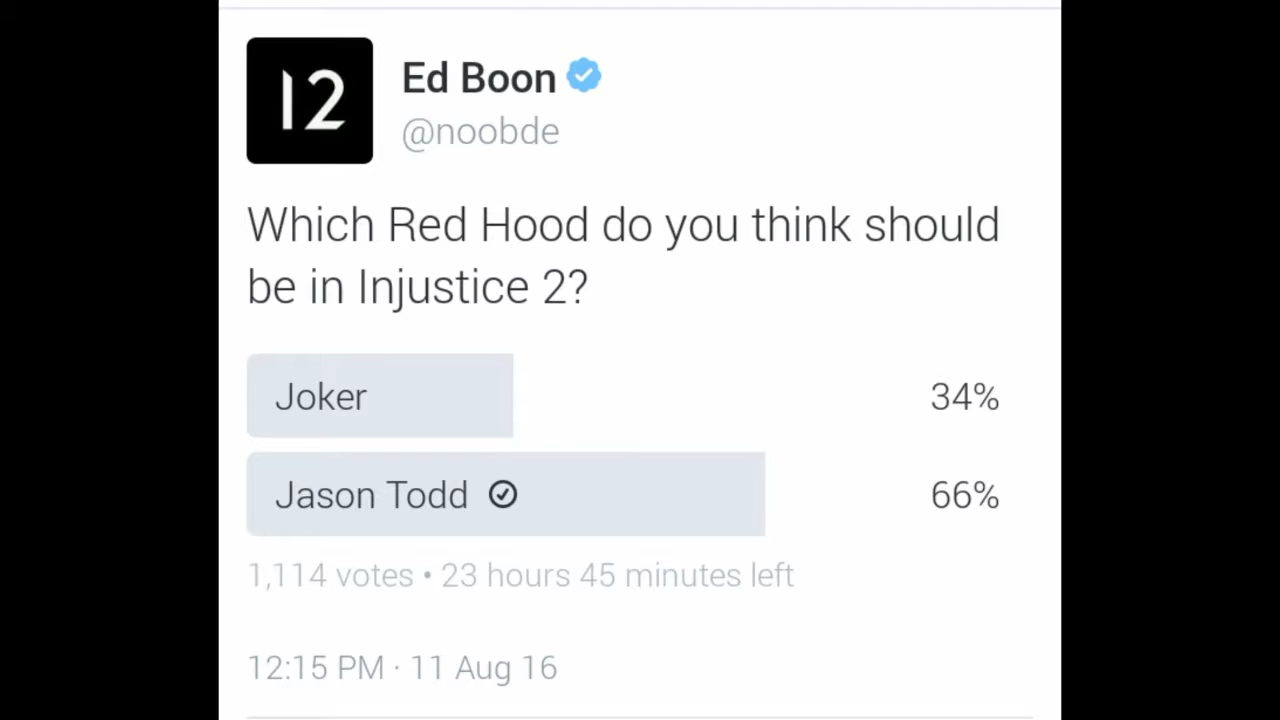 12
Ed Boon
@noobde
Which Red Hood do you think should
be in Injustice 2?
Joker 34%
Jason Todd 66%
1,114 votes • 23 hours 45 minutes left
12:15 PM · 11 Aug 16